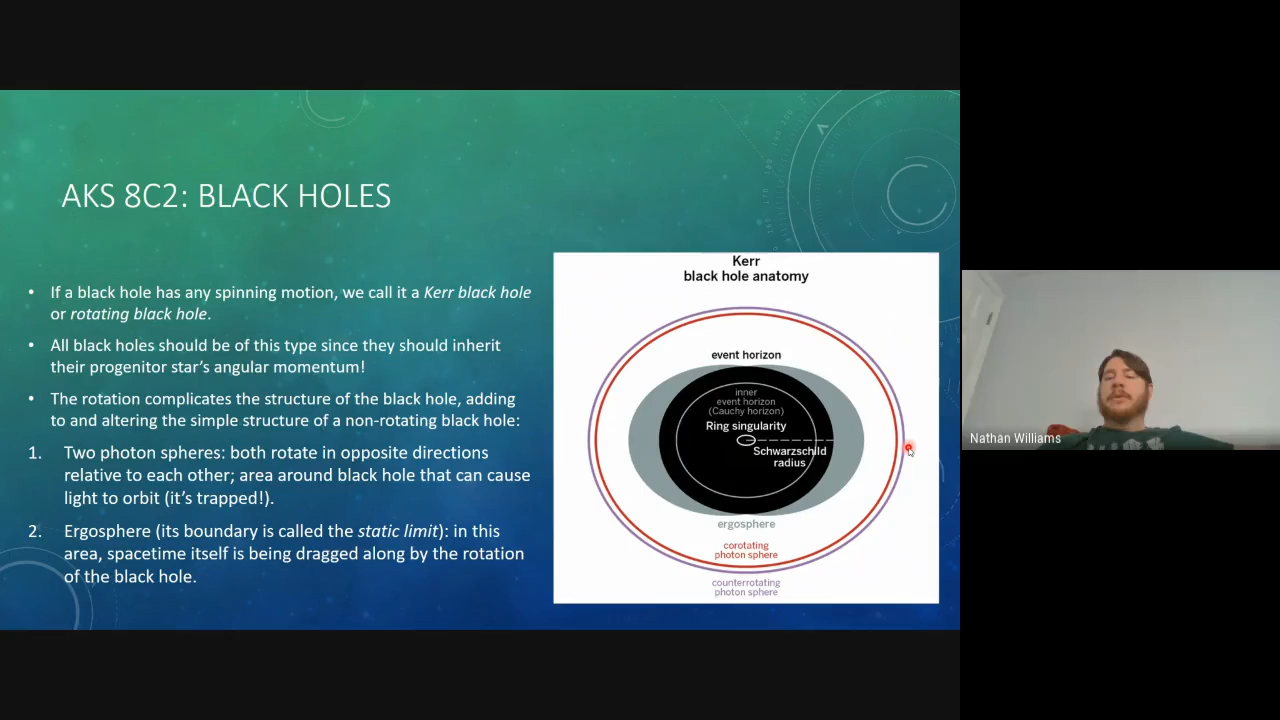 AKS 8C2: BLACK HOLES
• If a black hole has any spinning motion, we call it a Kerr black hole
or rotating black hole.
• All black holes should be of this type since they should inherit
their progenitor star's angular momentum!
• The rotation complicates the structure of the black hole, adding
to and altering the simple structure of a non-rotating black hole:
1. Two photon spheres: both rotate in opposite directions
relative to each other; area around black hole that can cause
light to orbit (it's trapped!).
2. Ergosphere (its boundary is called the static limit): in this
area, spacetime itself is being dragged along by the rotation
of the black hole.
Kerr
black hole anatomy
event horizon
inner
event horizon
(Cauchy horizon)
Ring singularity
Schwarzschild
radius
ergosphere
corotating
photon sphere
counterrotating
photon sphere
Nathan Williams